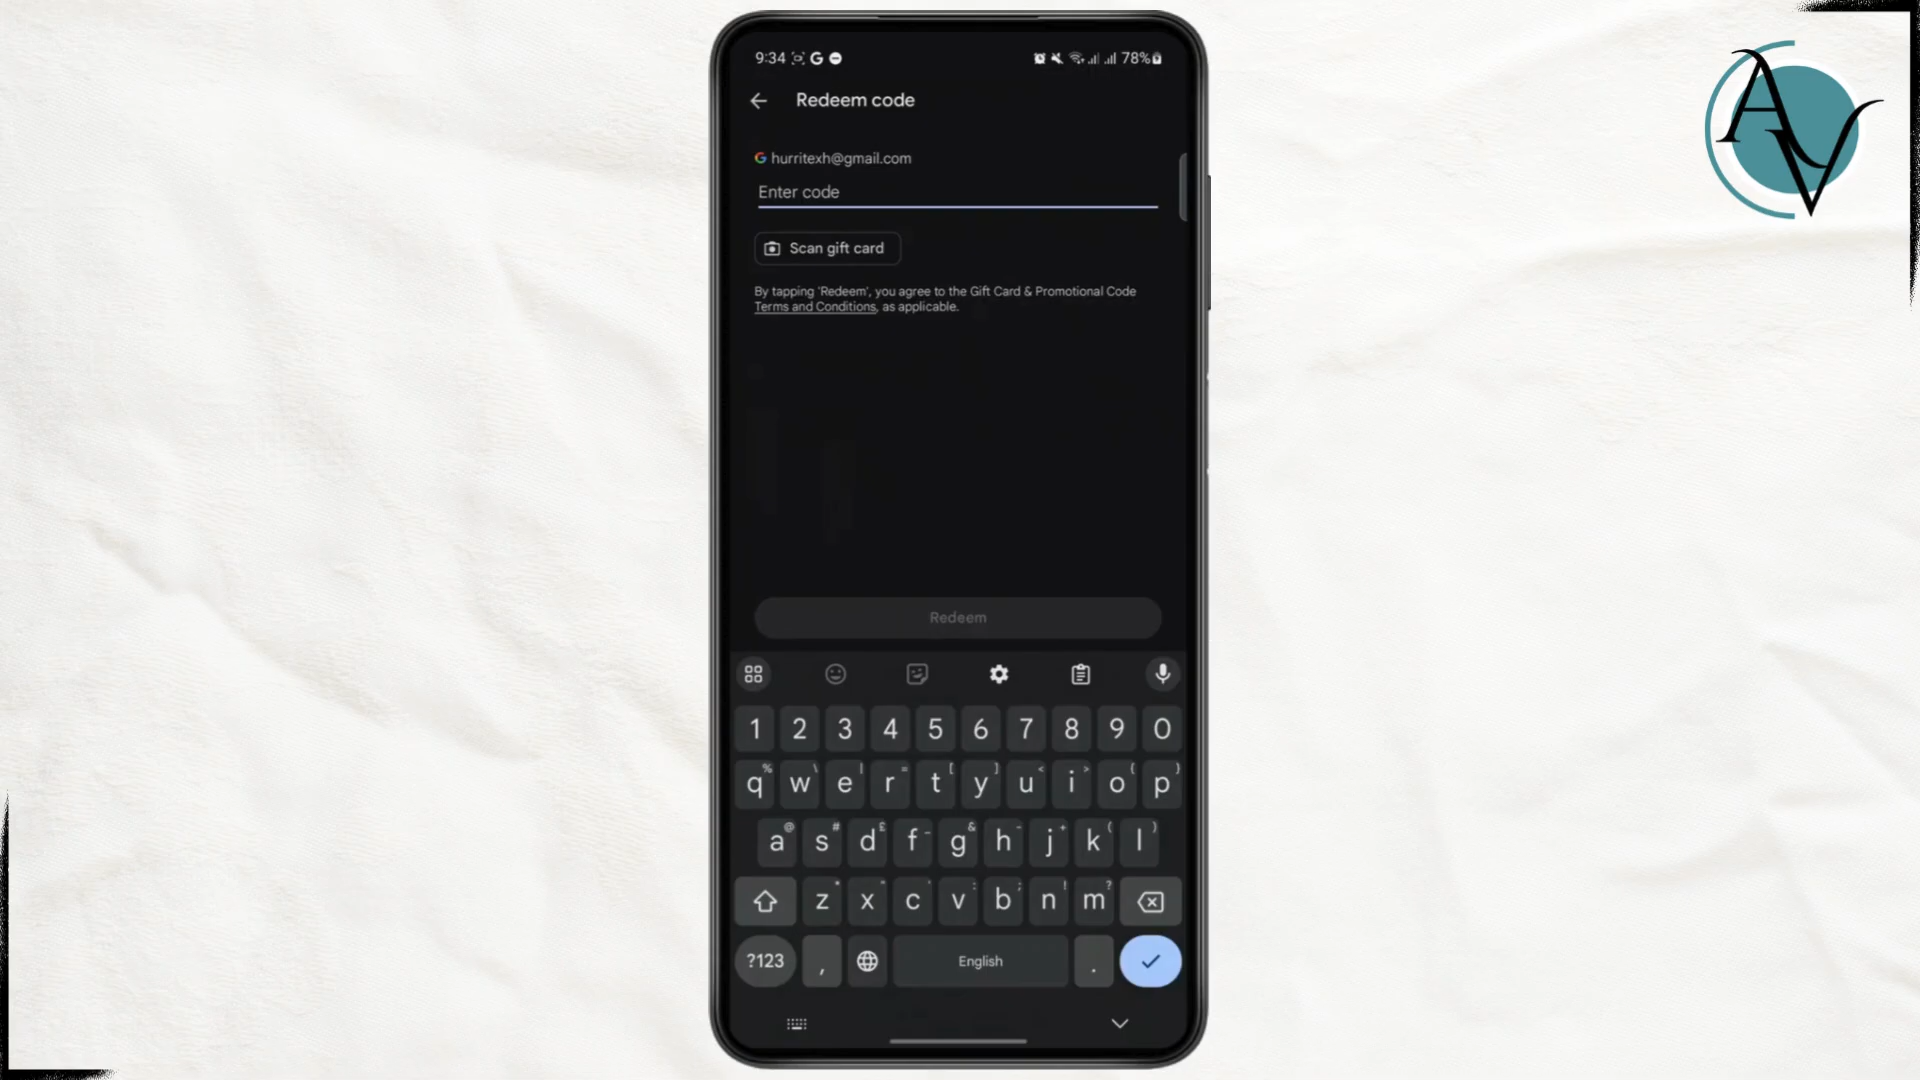 9:34 G 78%
Redeem code
G hurritexh@gmail.com
Enter code
Scan gift card
By tapping 'Redeem', you agree to the Gift Card & Promotional Code
Terms and Conditions, as applicable.
Redeem
1 2 3 4 5 6 7 8 9 0
q w e r t y u i o p
a s d f g h j k l
z x c v b n m
?123 , English .
AV